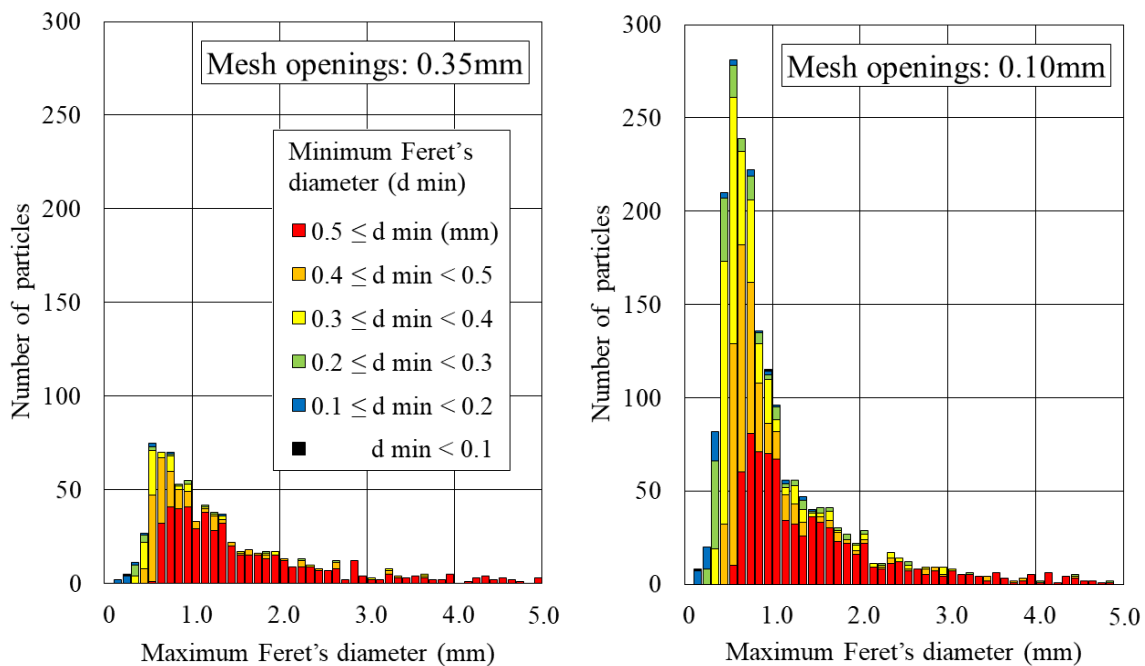 Mesh openings: 0.35mm
Number of particles
300
250
200
150
100
50
0
Minimum Feret's
diameter (d min)
0.5 ≤ d min (mm)
0.4 ≤ d min < 0.5
0.3 ≤ d min < 0.4
0.2 ≤ d min < 0.3
0.1 ≤ d min < 0.2
d min < 0.1
0.0 1.0 2.0 3.0 4.0 5.0
Maximum Feret's diameter (mm)
Mesh openings: 0.10mm
Number of particles
300
250
200
150
100
50
0
0.0 1.0 2.0 3.0 4.0 5.0
Maximum Feret's diameter (mm)